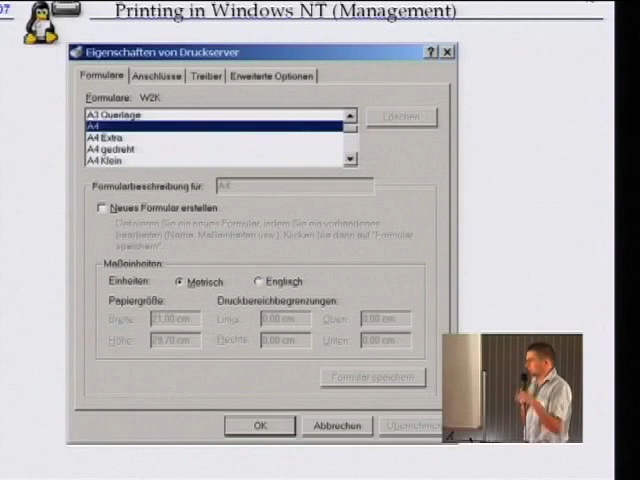 07
Printing in Windows NT (Management)
Eigenschaften von Druckserver
Formulare Anschlüsse Treiber Erweiterte Optionen
Formulare: W2K
A3 Querlage
A4
A4 Extra
A4 gedreht
A4 Klein
Löschen
Formularbeschreibung für: A4
Neues Formular erstellen
Definieren Sie ein neues Formular, indem Sie ein vorhandenes
bearbeiten (Name, Maßeinheiten usw.). Klicken Sie dann auf "Formular
speichern".
Maßeinheiten:
Einheiten: Metrisch Englisch
Papiergröße: Druckbereichbegrenzungen:
Breite: 21,00 cm Links: 0,00 cm Oben: 0,00 cm
Höhe: 29,70 cm Rechts: 0,00 cm Unten: 0,00 cm
Formular speichern
OK Abbrechen Übernehmen